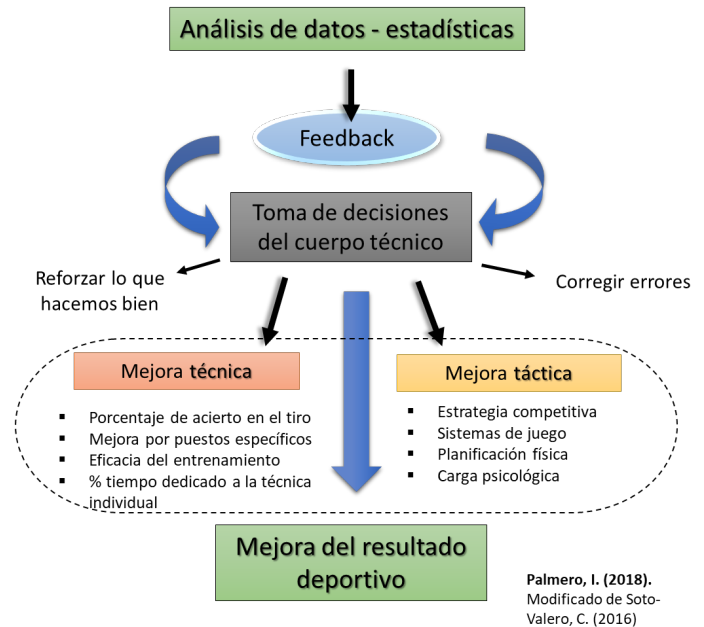 Análisis de datos - estadísticas
Feedback
Toma de decisiones
del cuerpo técnico
Reforzar lo que
hacemos bien
Corregir errores
Mejora técnica
▪ Porcentaje de acierto en el tiro
▪ Mejora por puestos específicos
▪ Eficacia del entrenamiento
▪ % tiempo dedicado a la técnica
individual
Mejora táctica
▪ Estrategia competitiva
▪ Sistemas de juego
▪ Planificación física
▪ Carga psicológica
Mejora del resultado
deportivo
Palmero, I. (2018).
Modificado de Soto-
Valero, C. (2016)